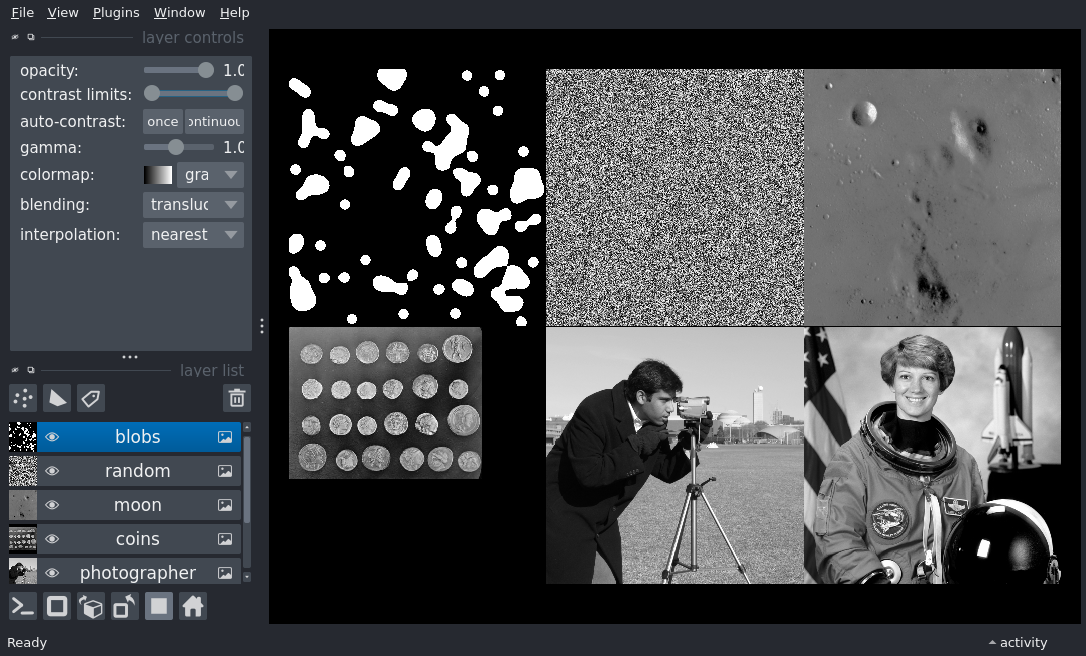 File View Plugins Window Help
layer controls
opacity: 1.0
contrast limits:
auto-contrast: once ontinuou
gamma: 1.0
colormap: gra
blending: transluc
interpolation: nearest
layer list
blobs
random
moon
coins
photographer
Ready
activity